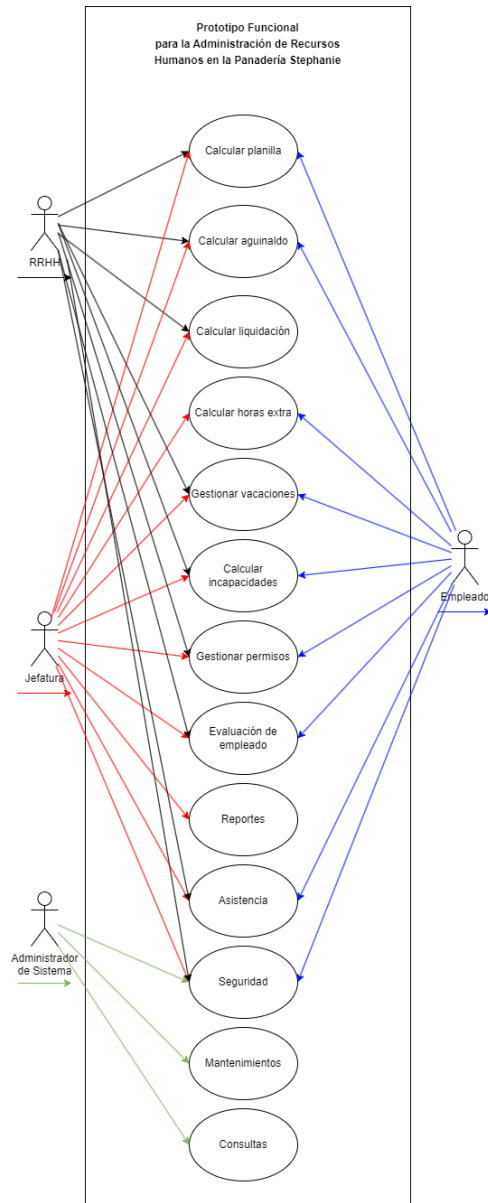 Prototipo Funcional
para la Administración de Recursos
Humanos en la Panadería Stephanie
Calcular planilla
RRHH
Calcular aguinaldo
Calcular liquidación
Calcular horas extra
Gestionar vacaciones
Calcular
incapacidades
Empleado
Gestionar permisos
Jefatura
Evaluación de
empleado
Reportes
Asistencia
Administrador
de Sistema
Seguridad
Mantenimientos
Consultas